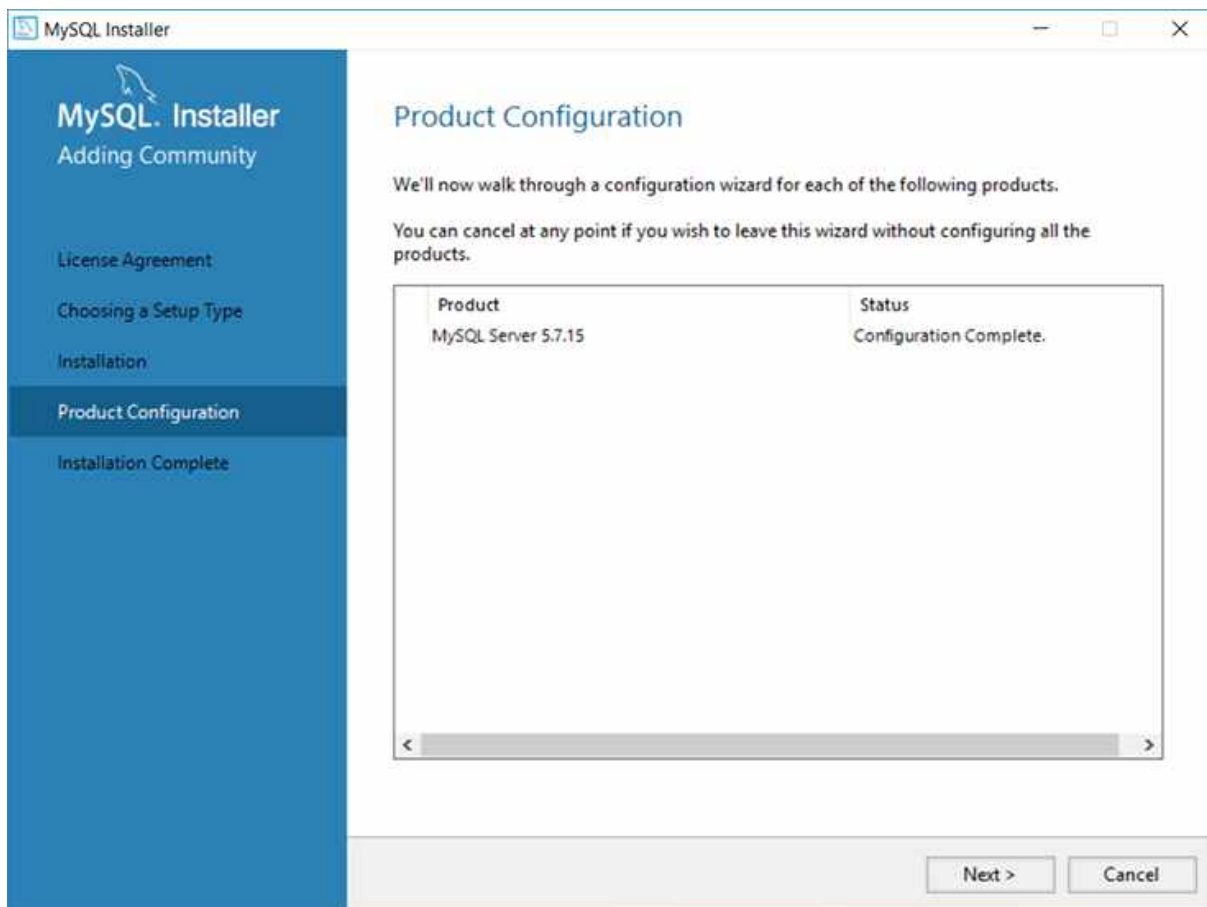 MySQL Installer
MySQL. Installer
Adding Community
License Agreement
Choosing a Setup Type
Installation
Product Configuration
Installation Complete
Product Configuration
We'll now walk through a configuration wizard for each of the following products.
You can cancel at any point if you wish to leave this wizard without configuring all the
products.
Product Status
MySQL Server 5.7.15 Configuration Complete.
Next > Cancel